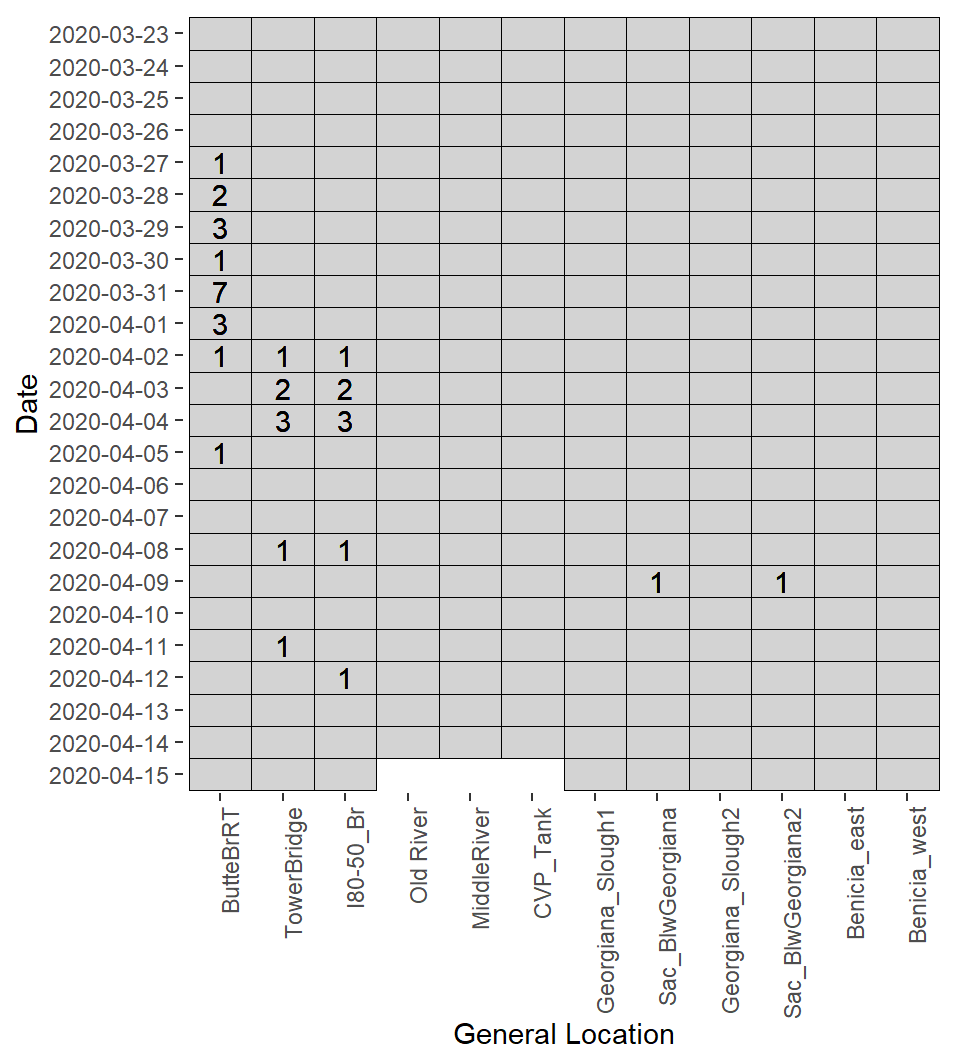 2020-03-23
2020-03-24
2020-03-25
2020-03-26
2020-03-27 1
2020-03-28 2
2020-03-29 3
2020-03-30 1
2020-03-31 7
2020-04-01 3
2020-04-02 1 1 1
2020-04-03 2 2
2020-04-04 3 3
2020-04-05 1
2020-04-06
2020-04-07
2020-04-08 1 1
2020-04-09 1 1
2020-04-10
2020-04-11 1
2020-04-12 1
2020-04-13
2020-04-14
2020-04-15
Date
ButteBrRT
TowerBridge
I80-50_Br
Old River
MiddleRiver
CVP_Tank
Georgiana_Slough1
Sac_BlwGeorgiana
Georgiana_Slough2
Sac_BlwGeorgiana2
Benicia_east
Benicia_west
General Location